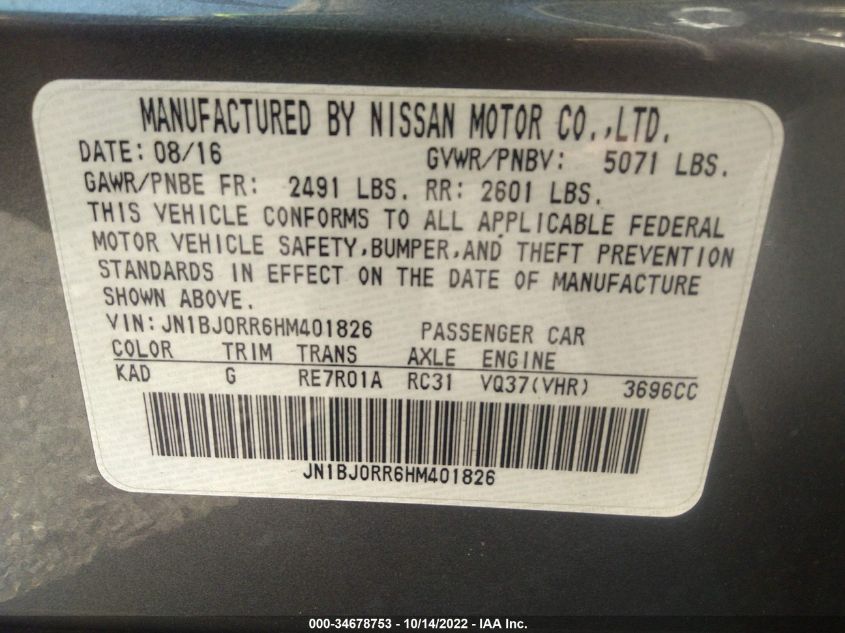 MANUFACTURED BY NISSAN MOTOR CO.,LTD.
DATE: 08/16 GVWR/PNBV: 5071 LBS.
GAWR/PNBE FR: 2491 LBS. RR: 2601 LBS.
THIS VEHICLE CONFORMS TO ALL APPLICABLE FEDERAL
MOTOR VEHICLE SAFETY,BUMPER,AND THEFT PREVENTION
STANDARDS IN EFFECT ON THE DATE OF MANUFACTURE
SHOWN ABOVE.
VIN:JN1BJ0RR6HM401826 PASSENGER CAR
COLOR TRIM TRANS AXLE ENGINE
KAD G RE7R01A RC31 VQ37(VHR) 3696CC
JN1BJ0RR6HM401826
000-34678753 - 10/14/2022 - IAA Inc.